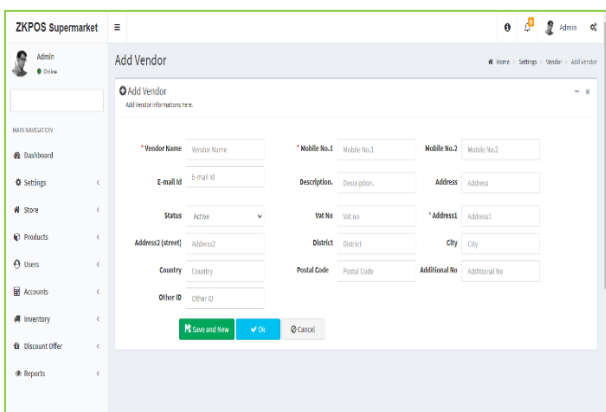 ZKPOS Supermarket
Admin
Admin
Online
Add Vendor
Home > Settings > Vendor > Add Vendor
Add Vendor
Add Vendor informations here.
MAIN NAVIGATION
Dashboard
Settings
Store
Products
Users
Accounts
Inventory
Discount Offer
Reports
* Vendor Name Vendor Name * Mobile No.1 Mobile No.1 Mobile No.2 Mobile No.2
E-mail Id E-mail Id Description. Description. Address Address
Status Active Vat No Vat no * Address1 Address1
Address2 (street) Address2 District District City City
Country Country Postal Code Postal Code Additional No Additional No
Other ID Other ID
Save and New Ok Cancel